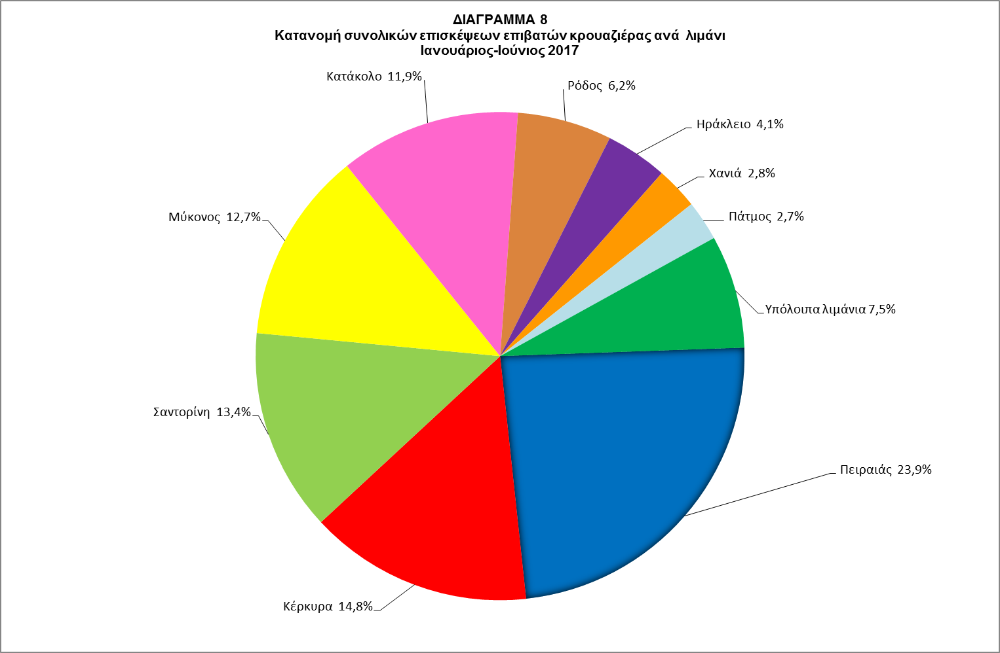 ΔΙΑΓΡΑΜΜΑ 8
Κατανομή συνολικών επισκέψεων επιβατών κρουαζιέρας ανά λιμάνι
Ιανουάριος-Ιούνιος 2017
Κατάκολο 11,9%
Ρόδος 6,2%
Ηράκλειο 4,1%
Χανιά 2,8%
Πάτμος 2,7%
Μύκονος 12,7%
Υπόλοιπα λιμάνια 7,5%
Σαντορίνη 13,4%
Πειραιάς 23,9%
Κέρκυρα 14,8%